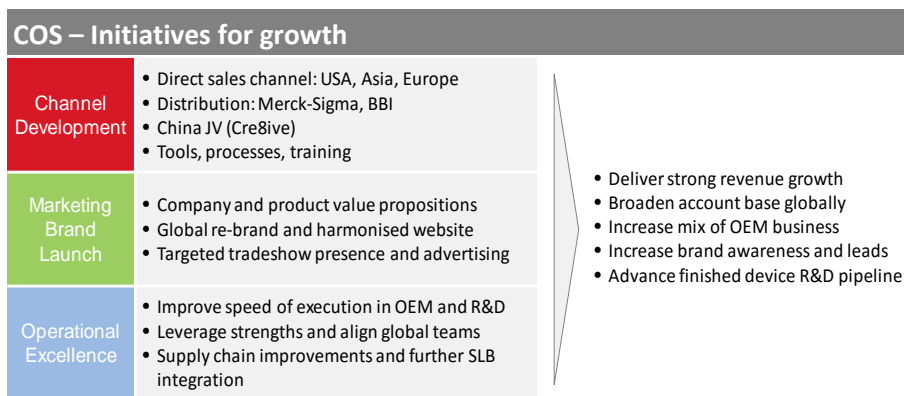 COS – Initiatives for growth
Channel
Development
• Direct sales channel: USA, Asia, Europe
• Distribution: Merck-Sigma, BBI
• China JV (Cre8ive)
• Tools, processes, training
Marketing
Brand
Launch
• Company and product value propositions
• Global re-brand and harmonised website
• Targeted tradeshow presence and advertising
Operational
Excellence
• Improve speed of execution in OEM and R&D
• Leverage strengths and align global teams
• Supply chain improvements and further SLB
integration
• Deliver strong revenue growth
• Broaden account base globally
• Increase mix of OEM business
• Increase brand awareness and leads
• Advance finished device R&D pipeline